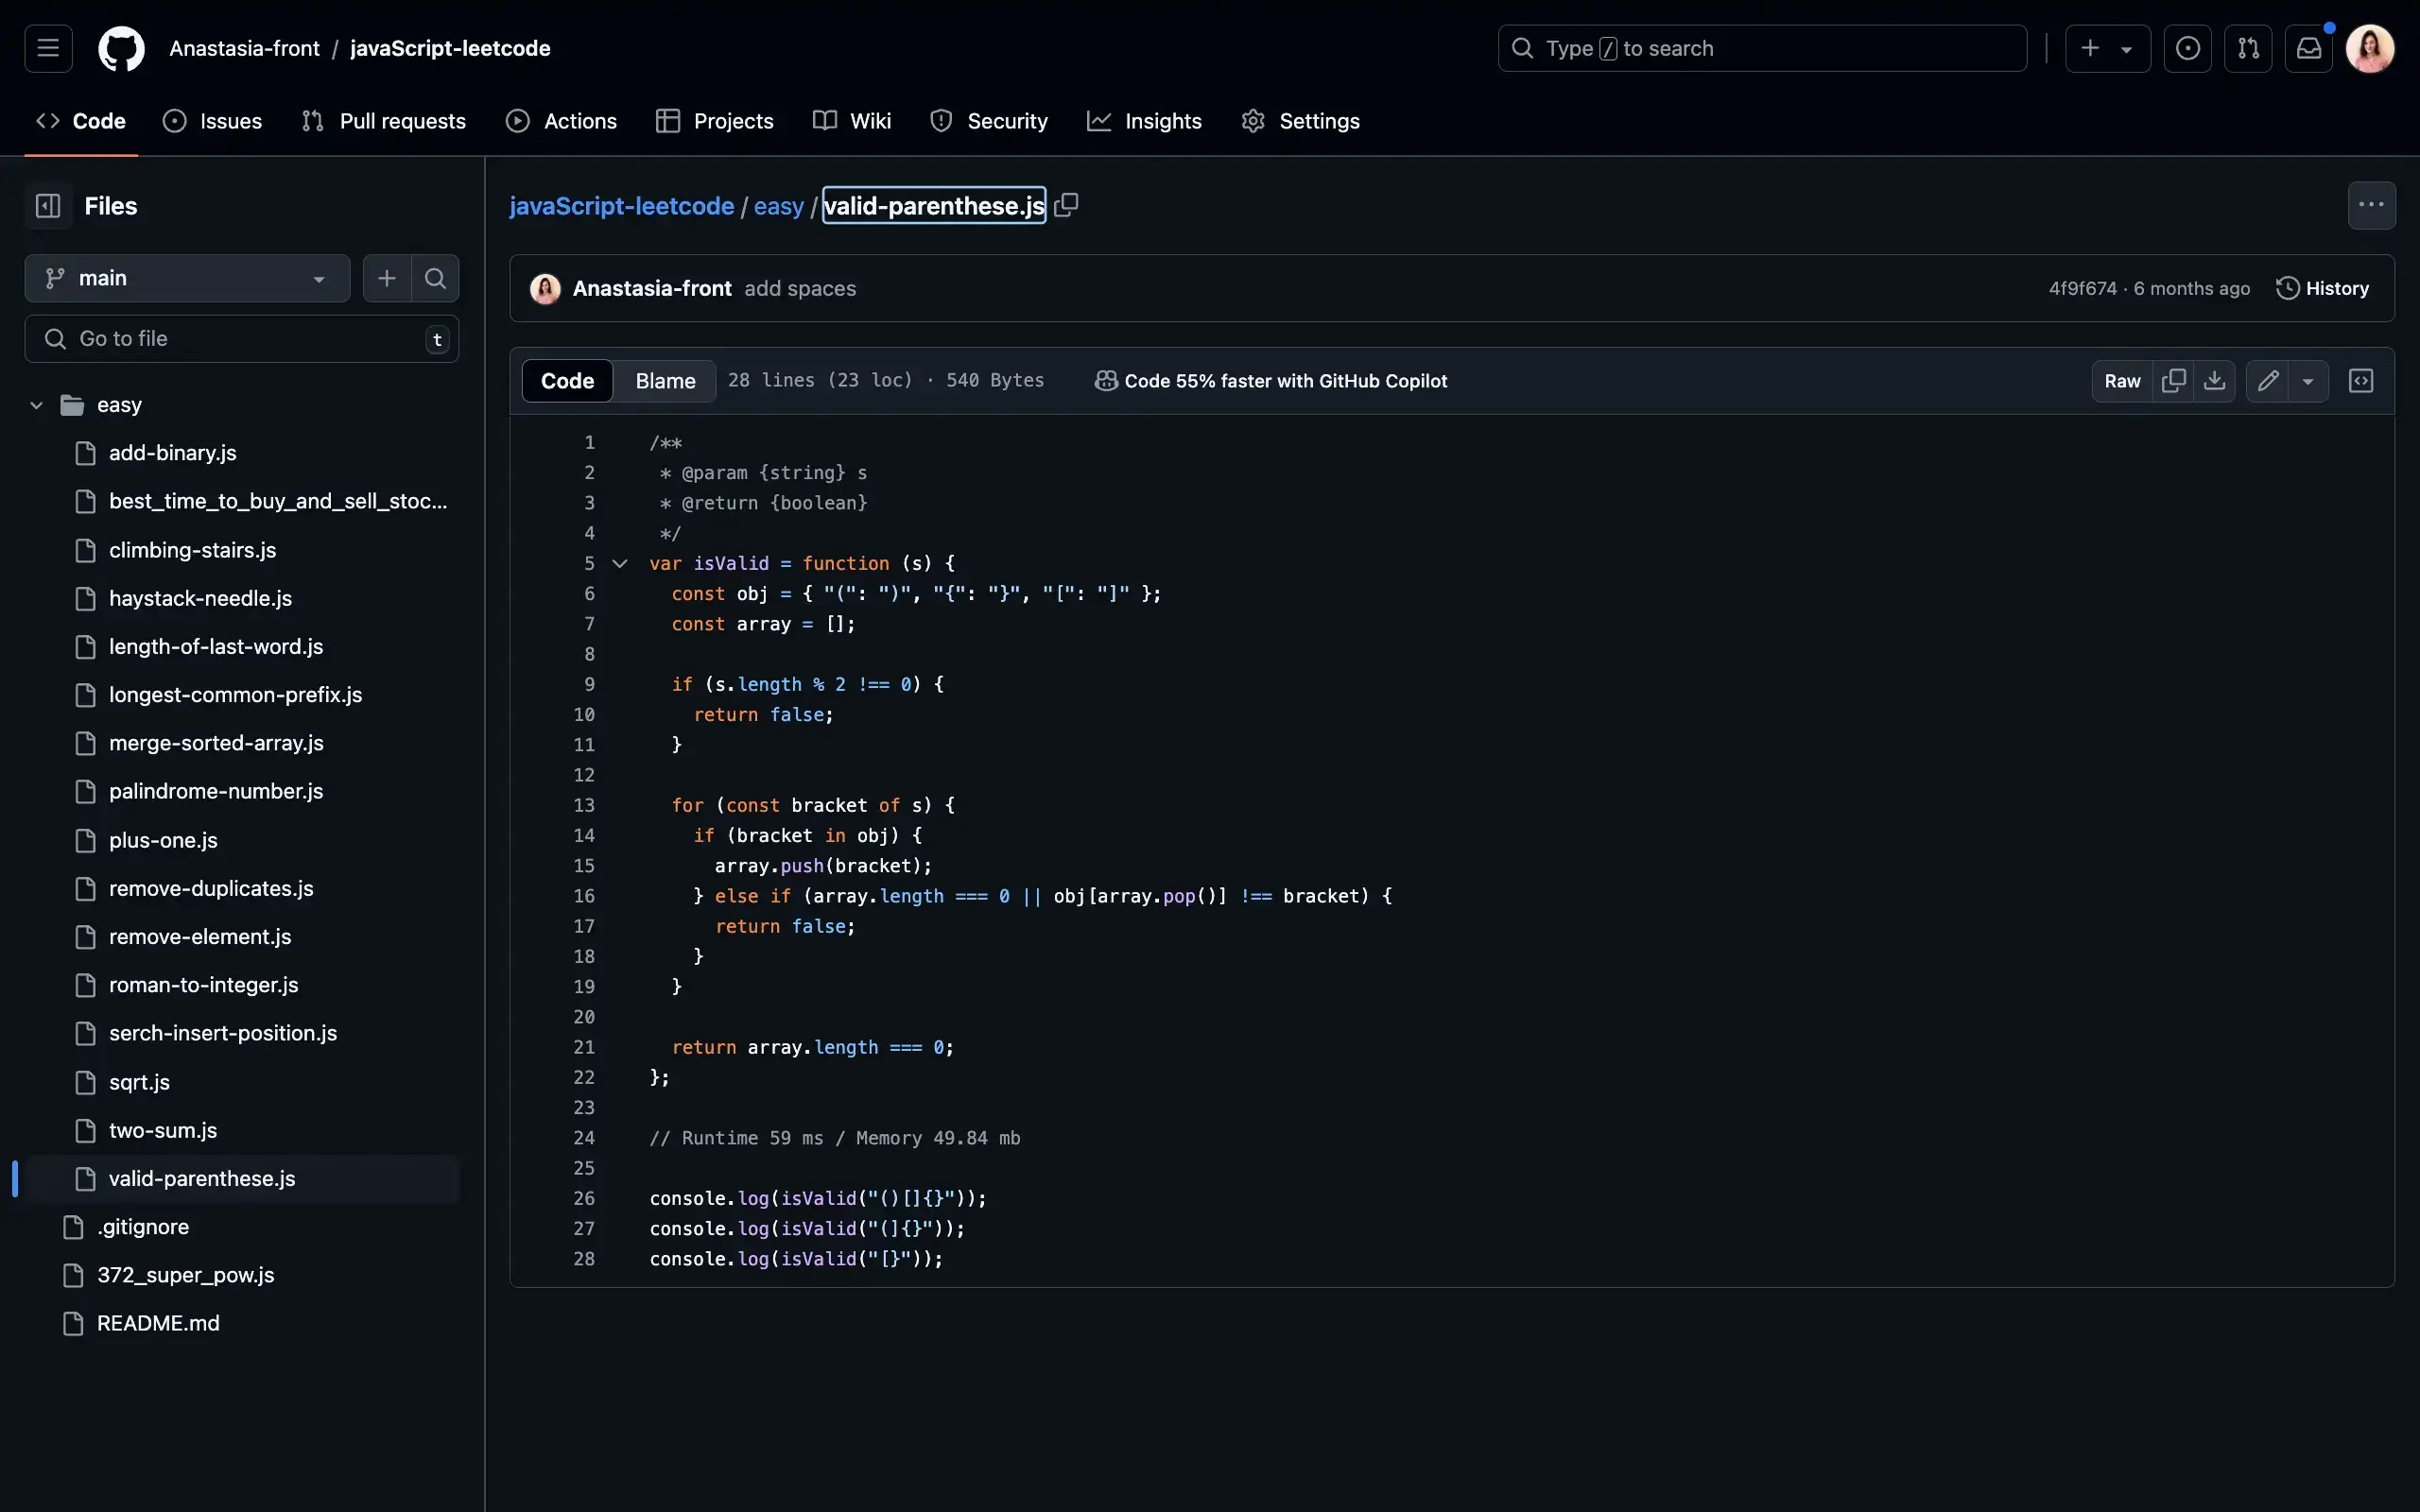 Anastasia-front / javaScript-leetcode
Type / to search
Code Issues Pull requests Actions Projects Wiki Security Insights Settings
Files
main
Go to file t
easy
add-binary.js
best_time_to_buy_and_sell_stoc...
climbing-stairs.js
haystack-needle.js
length-of-last-word.js
longest-common-prefix.js
merge-sorted-array.js
palindrome-number.js
plus-one.js
remove-duplicates.js
remove-element.js
roman-to-integer.js
serch-insert-position.js
sqrt.js
two-sum.js
valid-parenthese.js
.gitignore
372_super_pow.js
README.md
javaScript-leetcode / easy / valid-parenthese.js
Anastasia-front add spaces 4f9f674 · 6 months ago History
Code Blame 28 lines (23 loc) · 540 Bytes Code 55% faster with GitHub Copilot Raw
1 /**
2  * @param {string} s
3  * @return {boolean}
4  */
5 var isValid = function (s) {
6   const obj = { "(": ")", "{": "}", "[": "]" };
7   const array = [];
8
9   if (s.length % 2 !== 0) {
10     return false;
11   }
12
13   for (const bracket of s) {
14     if (bracket in obj) {
15       array.push(bracket);
16     } else if (array.length === 0 || obj[array.pop()] !== bracket) {
17       return false;
18     }
19   }
20
21   return array.length === 0;
22 };
23
24 // Runtime 59 ms / Memory 49.84 mb
25
26 console.log(isValid("()[]{}"));
27 console.log(isValid("(]{}"));
28 console.log(isValid("[}"));